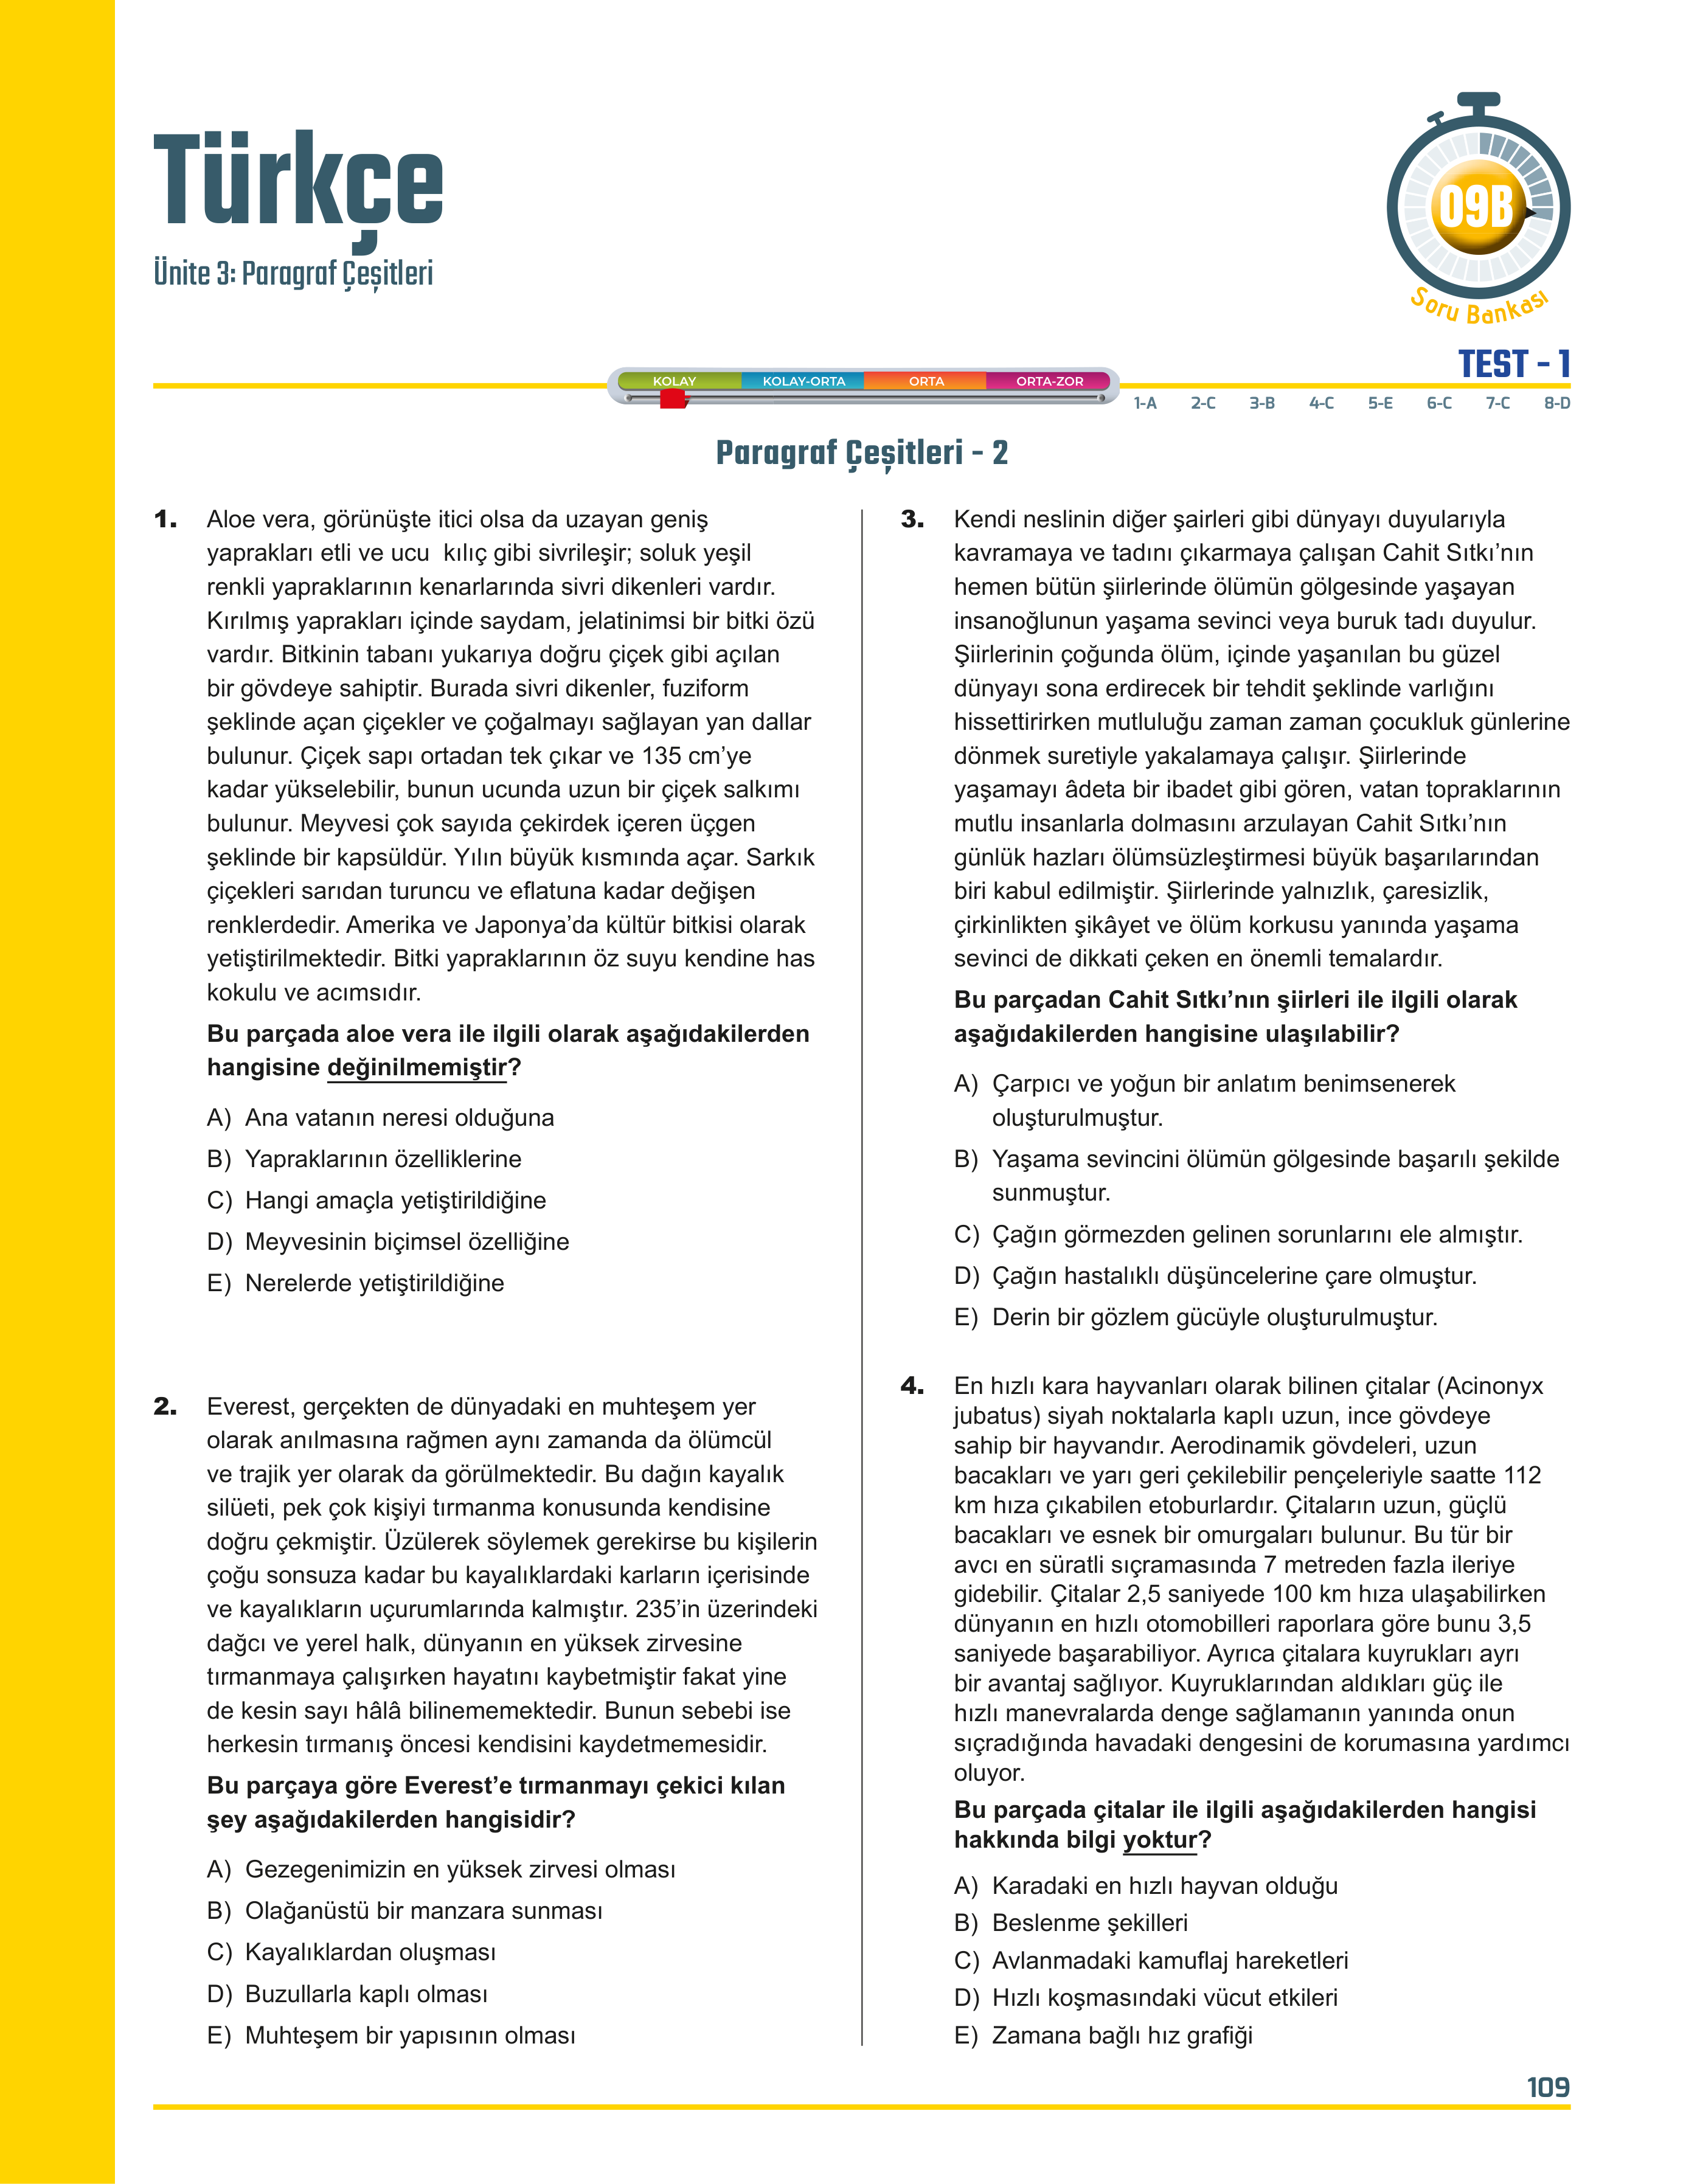 Türkçe
Ünite 3: Paragraf Çeşitleri
09B
Soru Bankası
TEST - 1
KOLAY KOLAY-ORTA ORTA ORTA-ZOR
1-A 2-C 3-B 4-C 5-E 6-C 7-C 8-D
Paragraf Çeşitleri - 2
1. Aloe vera, görünüşte itici olsa da uzayan geniş
yaprakları etli ve ucu kılıç gibi sivrileşir; soluk yeşil
renkli yapraklarının kenarlarında sivri dikenleri vardır.
Kırılmış yaprakları içinde saydam, jelatinimsi bir bitki özü
vardır. Bitkinin tabanı yukarıya doğru çiçek gibi açılan
bir gövdeye sahiptir. Burada sivri dikenler, fuziform
şeklinde açan çiçekler ve çoğalmayı sağlayan yan dallar
bulunur. Çiçek sapı ortadan tek çıkar ve 135 cm’ye
kadar yükselebilir, bunun ucunda uzun bir çiçek salkımı
bulunur. Meyvesi çok sayıda çekirdek içeren üçgen
şeklinde bir kapsüldür. Yılın büyük kısmında açar. Sarkık
çiçekleri sarıdan turuncu ve eflatuna kadar değişen
renklerdedir. Amerika ve Japonya’da kültür bitkisi olarak
yetiştirilmektedir. Bitki yapraklarının öz suyu kendine has
kokulu ve acımsıdır.
Bu parçada aloe vera ile ilgili olarak aşağıdakilerden
hangisine değinilmemiştir?
A) Ana vatanın neresi olduğuna
B) Yapraklarının özelliklerine
C) Hangi amaçla yetiştirildiğine
D) Meyvesinin biçimsel özelliğine
E) Nerelerde yetiştirildiğine
2. Everest, gerçekten de dünyadaki en muhteşem yer
olarak anılmasına rağmen aynı zamanda da ölümcül
ve trajik yer olarak da görülmektedir. Bu dağın kayalık
silüeti, pek çok kişiyi tırmanma konusunda kendisine
doğru çekmiştir. Üzülerek söylemek gerekirse bu kişilerin
çoğu sonsuza kadar bu kayalıklardaki karların içerisinde
ve kayalıkların uçurumlarında kalmıştır. 235’in üzerindeki
dağcı ve yerel halk, dünyanın en yüksek zirvesine
tırmanmaya çalışırken hayatını kaybetmiştir fakat yine
de kesin sayı hâlâ bilinememektedir. Bunun sebebi ise
herkesin tırmanış öncesi kendisini kaydetmemesidir.
Bu parçaya göre Everest’e tırmanmayı çekici kılan
şey aşağıdakilerden hangisidir?
A) Gezegenimizin en yüksek zirvesi olması
B) Olağanüstü bir manzara sunması
C) Kayalıklardan oluşması
D) Buzullarla kaplı olması
E) Muhteşem bir yapısının olması
3. Kendi neslinin diğer şairleri gibi dünyayı duyularıyla
kavramaya ve tadını çıkarmaya çalışan Cahit Sıtkı’nın
hemen bütün şiirlerinde ölümün gölgesinde yaşayan
insanoğlunun yaşama sevinci veya buruk tadı duyulur.
Şiirlerinin çoğunda ölüm, içinde yaşanılan bu güzel
dünyayı sona erdirecek bir tehdit şeklinde varlığını
hissettirirken mutluluğu zaman zaman çocukluk günlerine
dönmek suretiyle yakalamaya çalışır. Şiirlerinde
yaşamayı âdeta bir ibadet gibi gören, vatan topraklarının
mutlu insanlarla dolmasını arzulayan Cahit Sıtkı’nın
günlük hazları ölümsüzleştirmesi büyük başarılarından
biri kabul edilmiştir. Şiirlerinde yalnızlık, çaresizlik,
çirkinlikten şikâyet ve ölüm korkusu yanında yaşama
sevinci de dikkati çeken en önemli temalardır.
Bu parçadan Cahit Sıtkı’nın şiirleri ile ilgili olarak
aşağıdakilerden hangisine ulaşılabilir?
A) Çarpıcı ve yoğun bir anlatım benimsenerek
oluşturulmuştur.
B) Yaşama sevincini ölümün gölgesinde başarılı şekilde
sunmuştur.
C) Çağın görmezden gelinen sorunlarını ele almıştır.
D) Çağın hastalıklı düşüncelerine çare olmuştur.
E) Derin bir gözlem gücüyle oluşturulmuştur.
4. En hızlı kara hayvanları olarak bilinen çitalar (Acinonyx
jubatus) siyah noktalarla kaplı uzun, ince gövdeye
sahip bir hayvandır. Aerodinamik gövdeleri, uzun
bacakları ve yarı geri çekilebilir pençeleriyle saatte 112
km hıza çıkabilen etoburlardır. Çitaların uzun, güçlü
bacakları ve esnek bir omurgaları bulunur. Bu tür bir
avcı en süratli sıçramasında 7 metreden fazla ileriye
gidebilir. Çitalar 2,5 saniyede 100 km hıza ulaşabilirken
dünyanın en hızlı otomobilleri raporlara göre bunu 3,5
saniyede başarabiliyor. Ayrıca çitalara kuyrukları ayrı
bir avantaj sağlıyor. Kuyruklarından aldıkları güç ile
hızlı manevralarda denge sağlamanın yanında onun
sıçradığında havadaki dengesini de korumasına yardımcı
oluyor.
Bu parçada çitalar ile ilgili aşağıdakilerden hangisi
hakkında bilgi yoktur?
A) Karadaki en hızlı hayvan olduğu
B) Beslenme şekilleri
C) Avlanmadaki kamuflaj hareketleri
D) Hızlı koşmasındaki vücut etkileri
E) Zamana bağlı hız grafiği
109